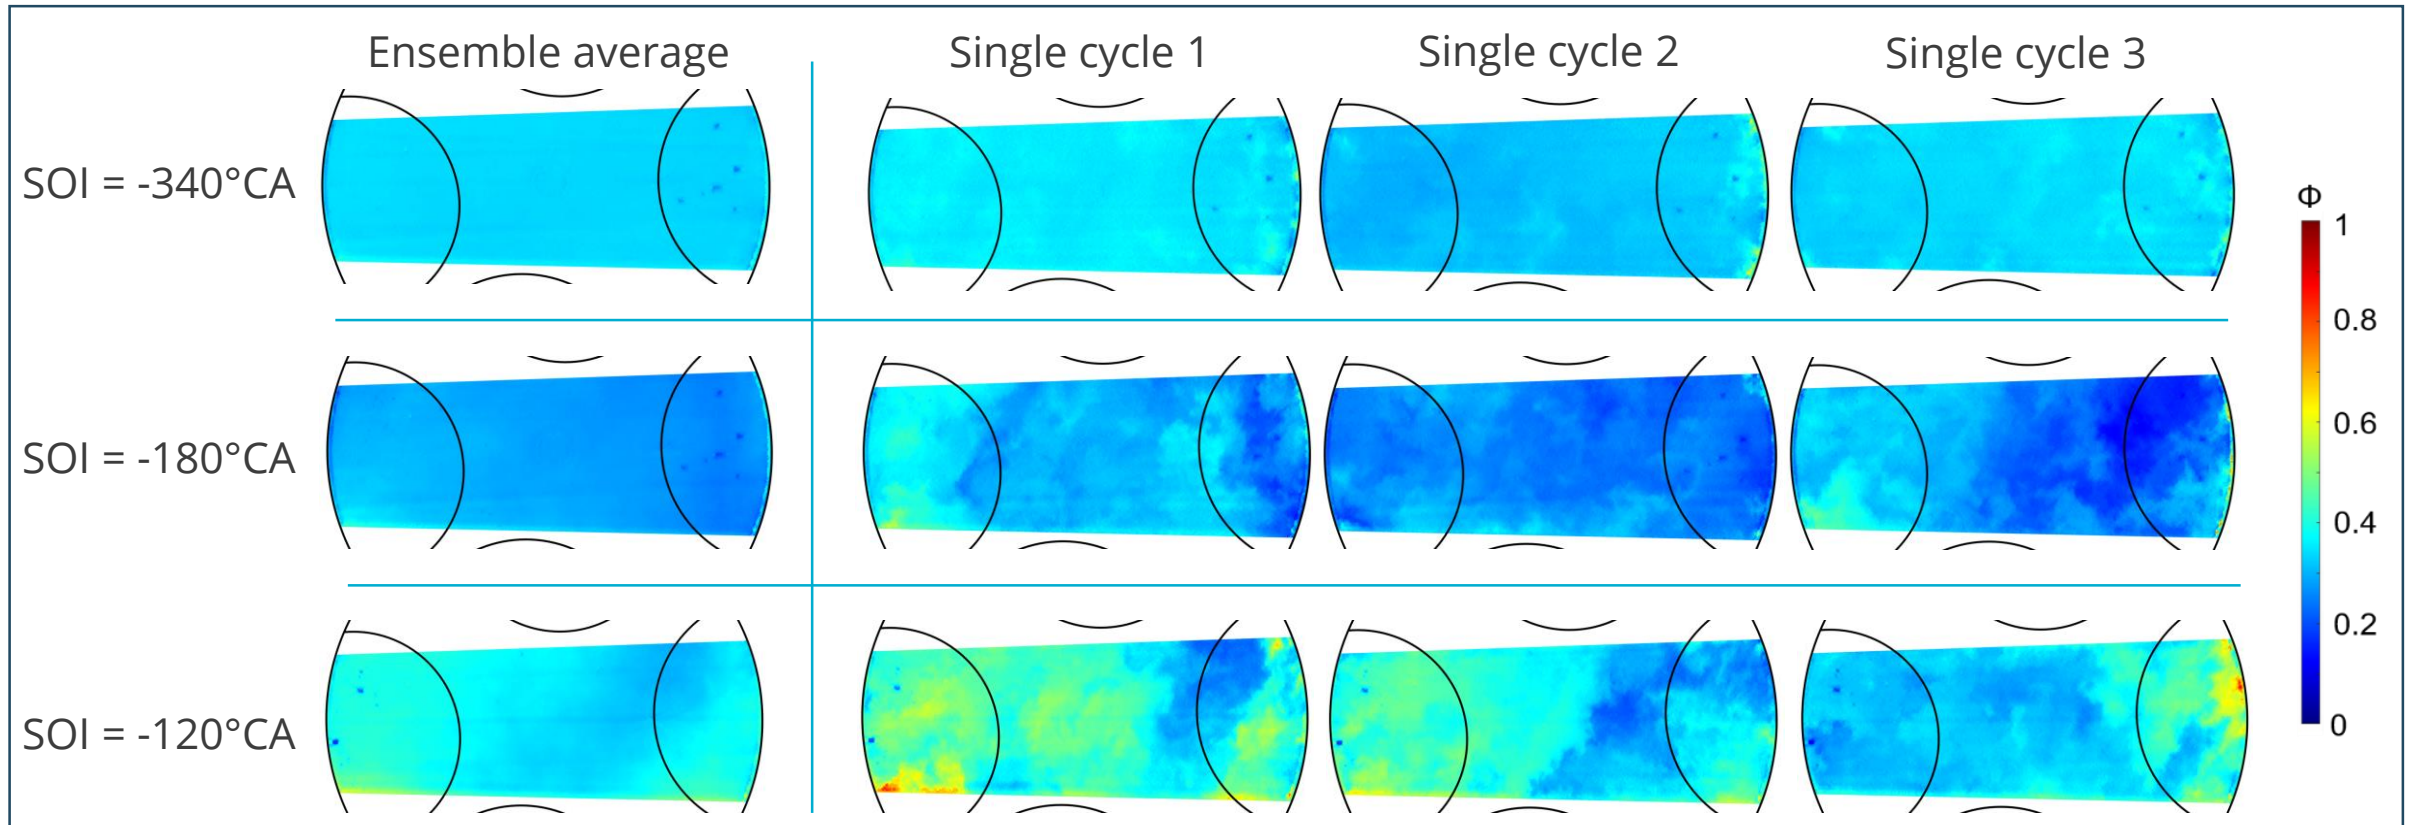 Ensemble average
Single cycle 1
Single cycle 2
Single cycle 3
SOI = -340°CA
SOI = -180°CA
SOI = -120°CA
Φ
1
0.8
0.6
0.4
0.2
0